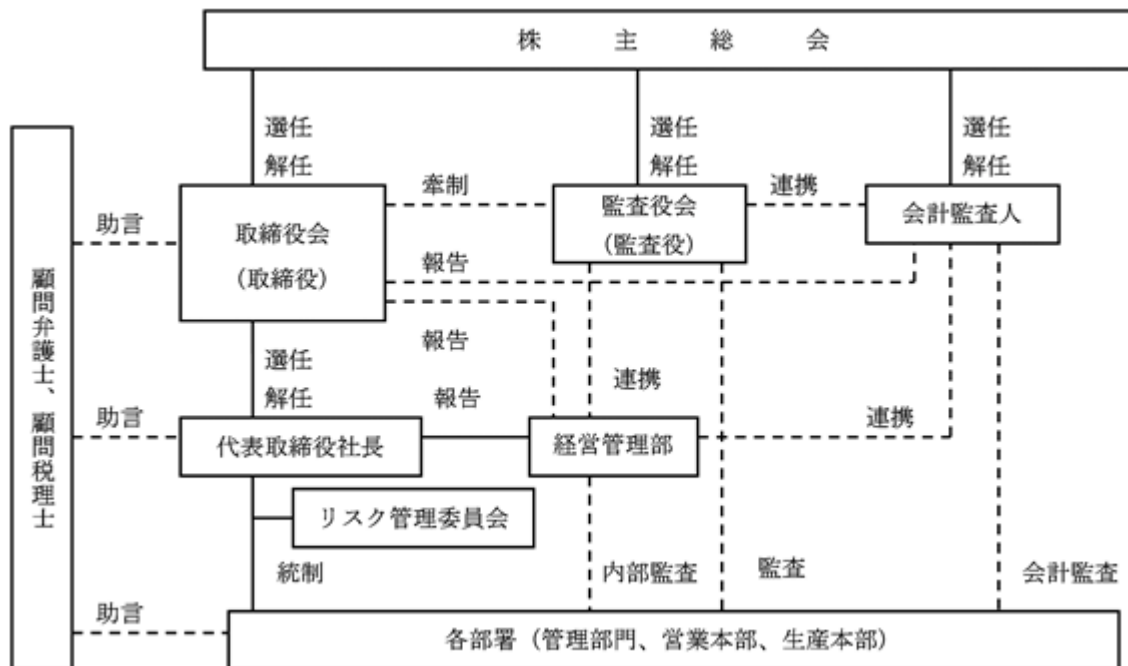 株主総会
選任
解任
選任
解任
選任
解任
顧問弁護士、顧問税理士
助言
取締役会
(取締役)
牽制
監査役会
(監査役)
連携
会計監査人
報告
報告
選任
解任
連携
助言
代表取締役社長
報告
経営管理部
連携
リスク管理委員会
統制
内部監査
監査
会計監査
助言
各部署（管理部門、営業本部、生産本部）